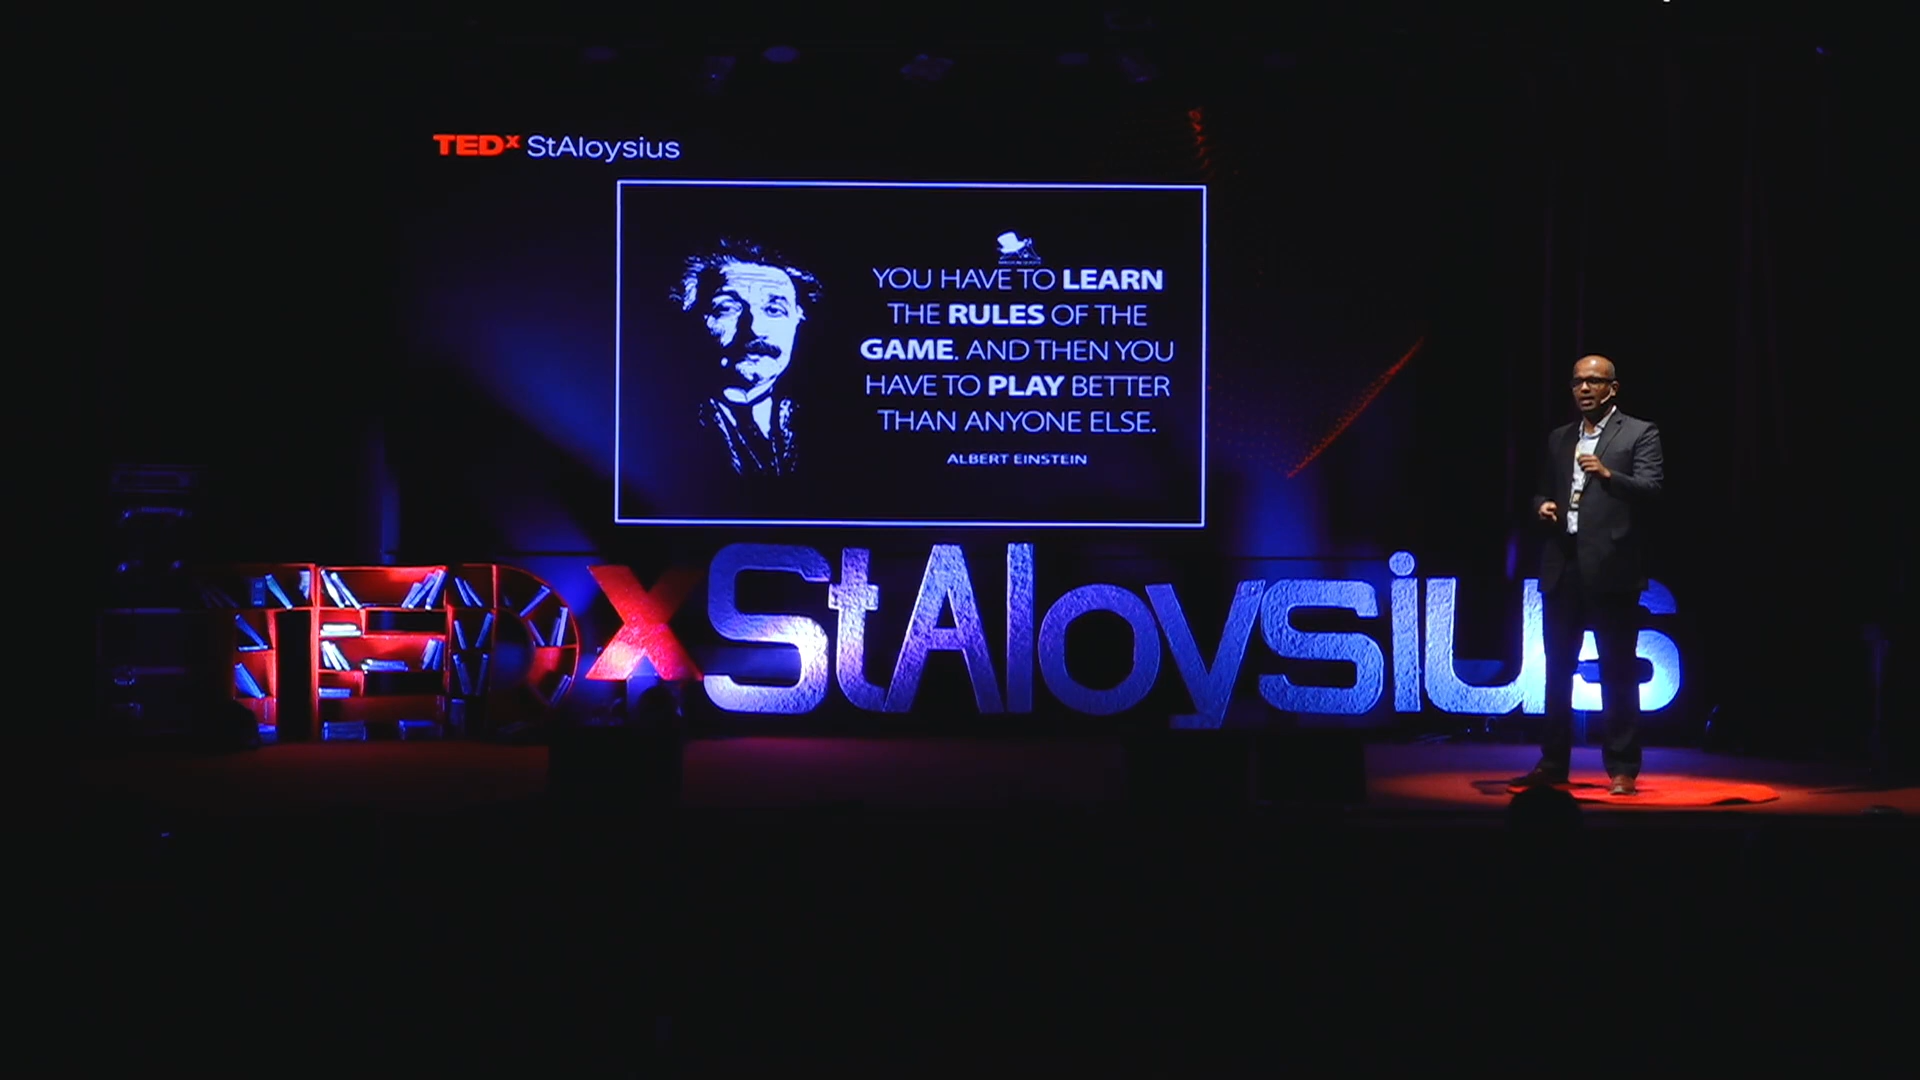 TEDx StAloysius
YOU HAVE TO LEARN
THE RULES OF THE
GAME. AND THEN YOU
HAVE TO PLAY BETTER
THAN ANYONE ELSE.
ALBERT EINSTEIN
TEDxStAloysius